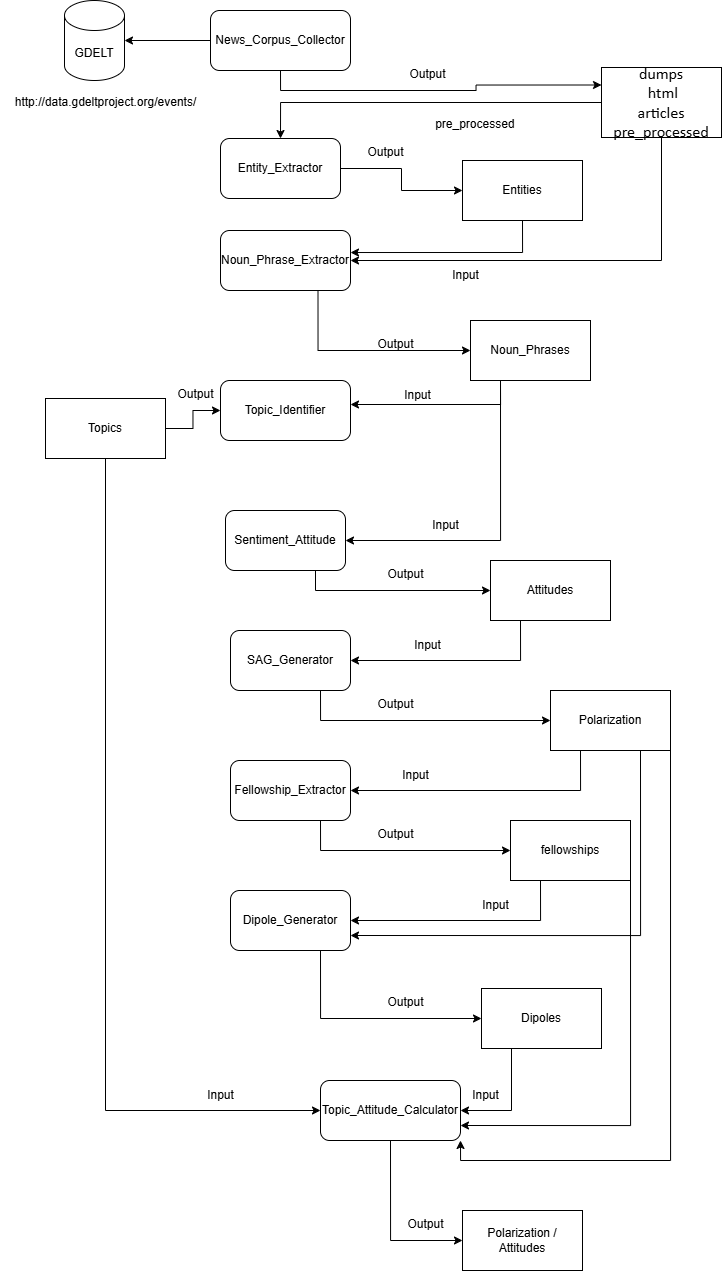 GDELT
News_Corpus_Collector
http://data.gdeltproject.org/events/
Output
dumps
html
articles
pre_processed
pre_processed
Entity_Extractor
Output
Entities
Noun_Phrase_Extractor
Input
Output
Noun_Phrases
Topics
Output
Topic_Identifier
Input
Sentiment_Attitude
Input
Output
Attitudes
SAG_Generator
Input
Output
Polarization
Fellowship_Extractor
Input
Output
fellowships
Dipole_Generator
Input
Output
Dipoles
Input
Topic_Attitude_Calculator
Input
Output
Polarization /
Attitudes